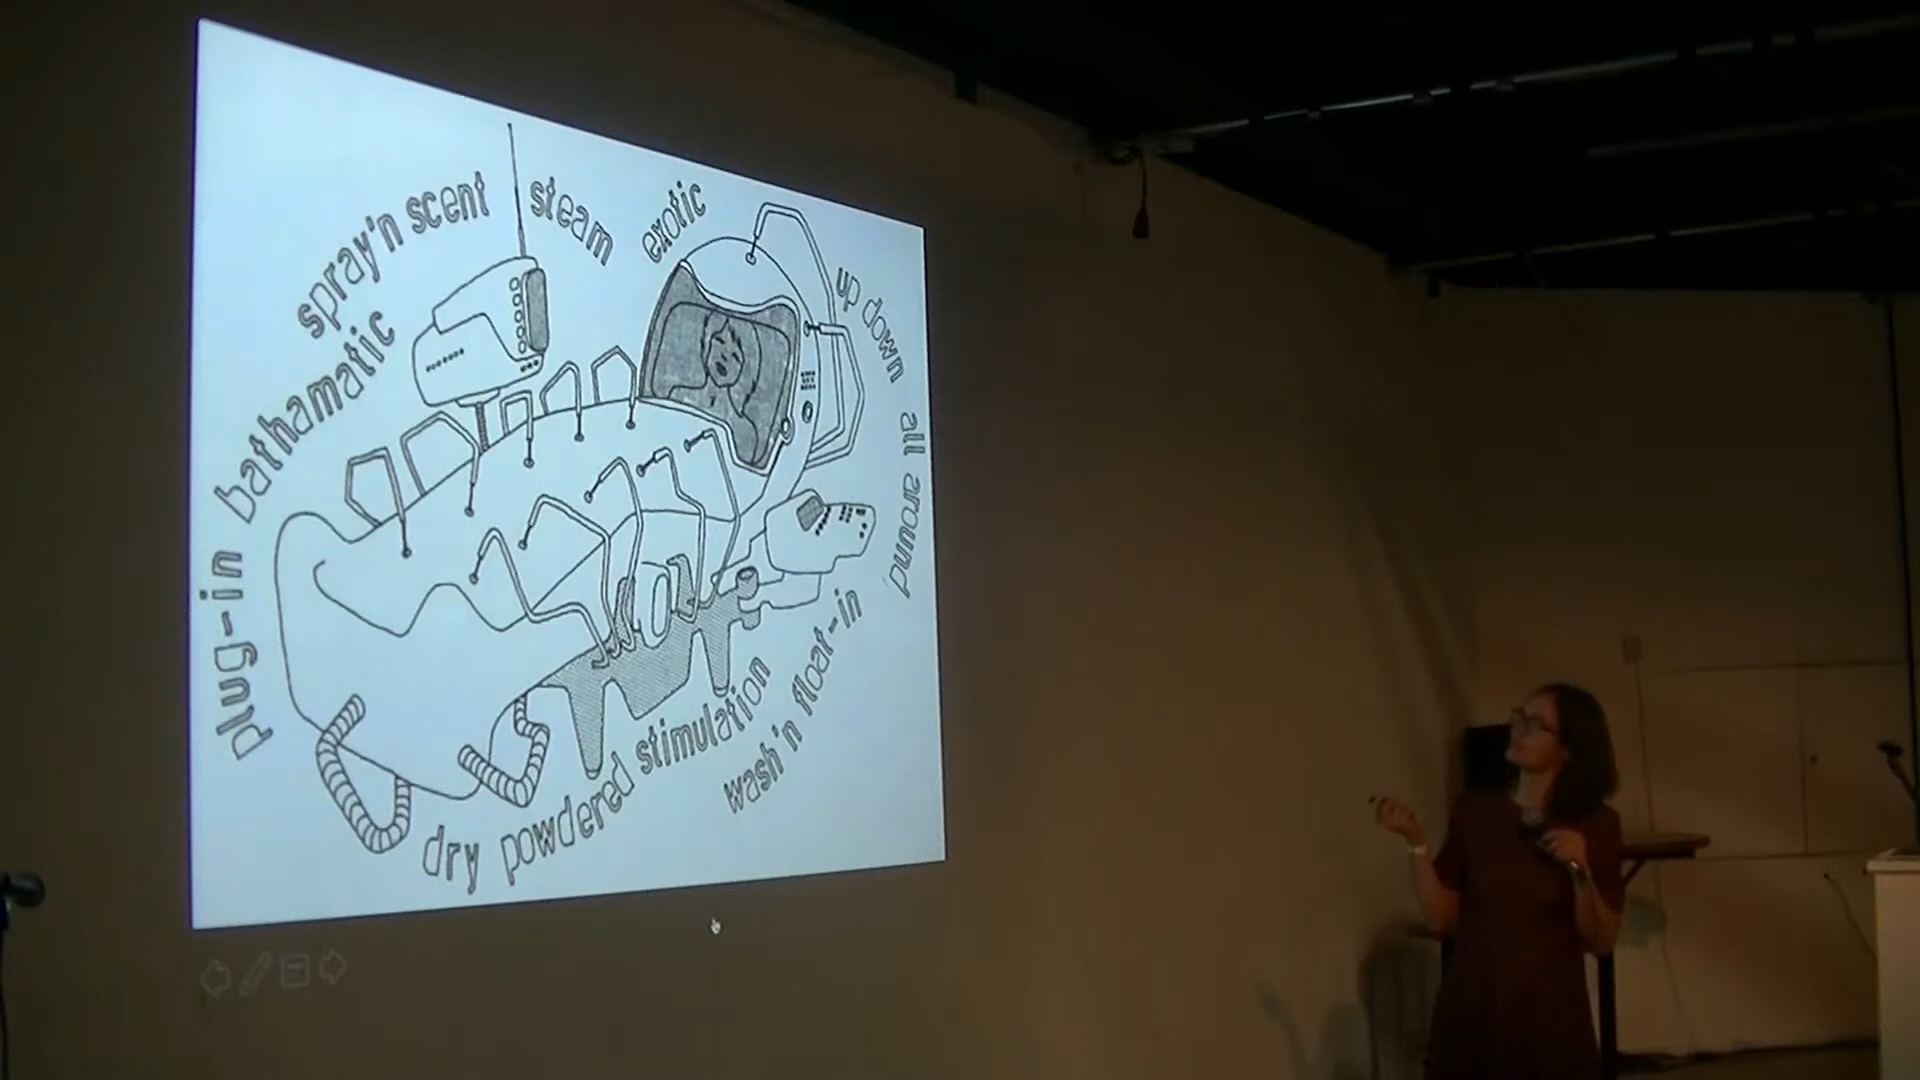 spray'n scent
steam
exotic
up down
all around
plug-in bathamatic
dry powdered stimulation
wash'n float-in